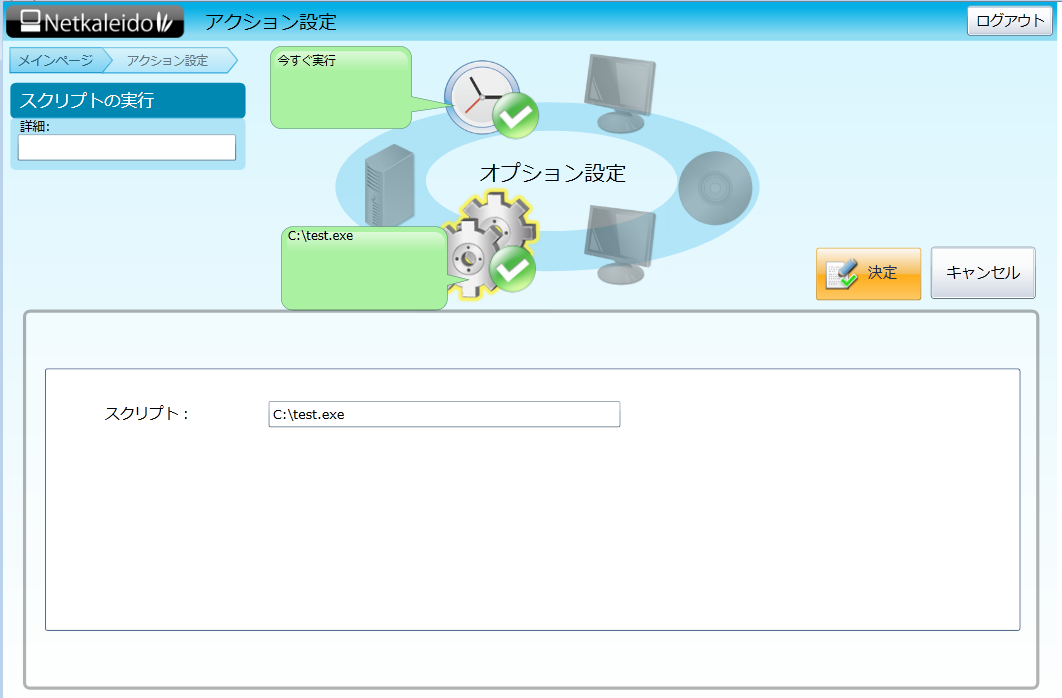 Netkaleido
アクション設定
ログアウト
メインページ
アクション設定
スクリプトの実行
詳細:
今すぐ実行
オプション設定
C:\test.exe
決定
キャンセル
スクリプト：
C:\test.exe